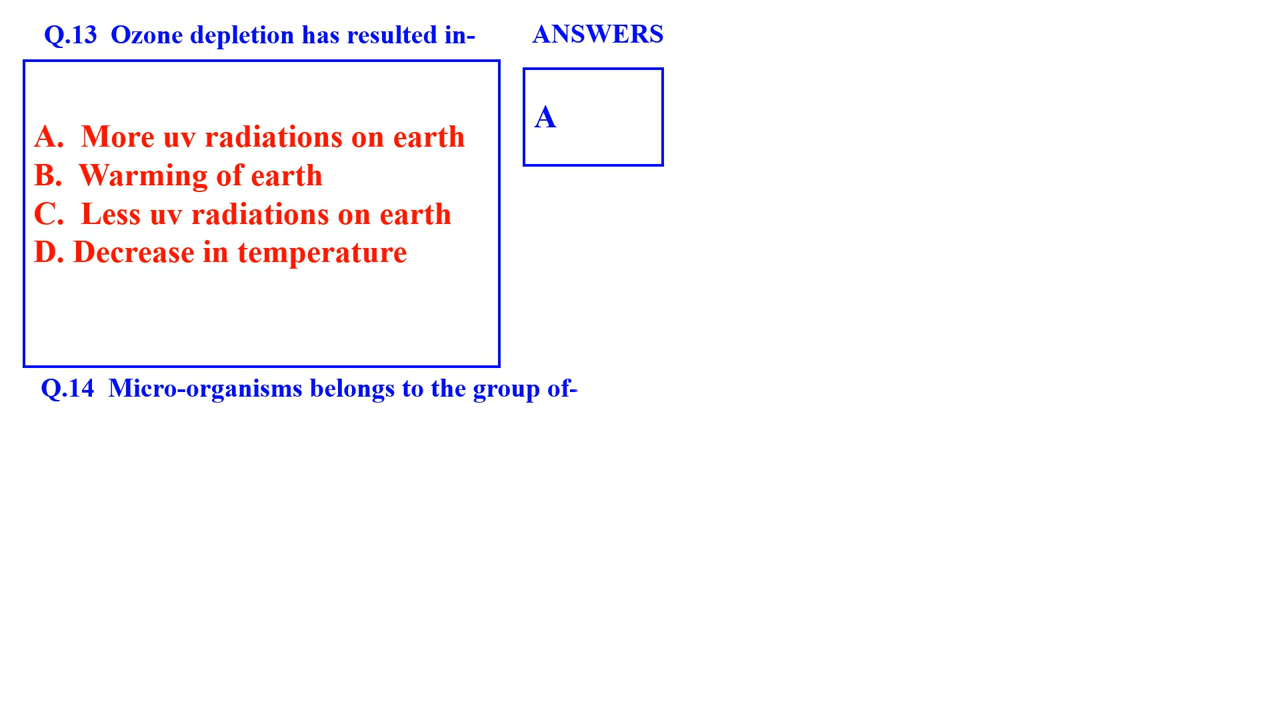 Q.13 Ozone depletion has resulted in-
ANSWERS
A. More uv radiations on earth
B. Warming of earth
C. Less uv radiations on earth
D. Decrease in temperature
A
Q.14 Micro-organisms belongs to the group of-